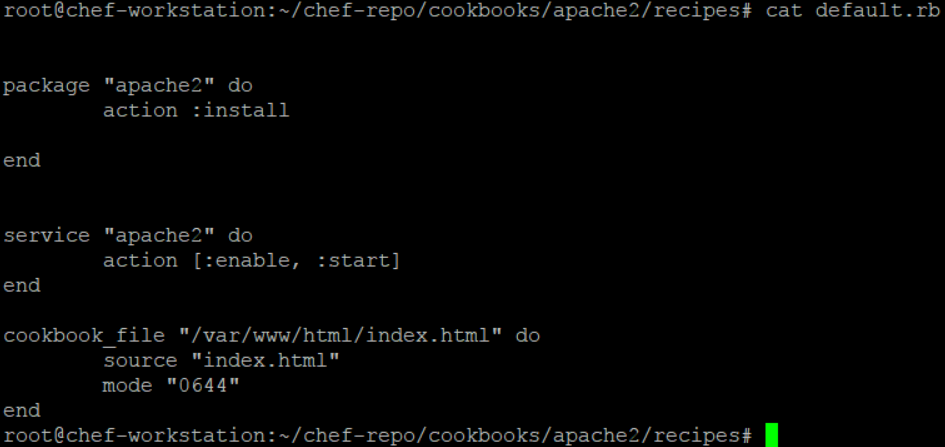 root@chef-workstation:~/chef-repo/cookbooks/apache2/recipes# cat default.rb
package "apache2" do
action :install
end
service "apache2" do
action [:enable, :start]
end
cookbook_file "/var/www/html/index.html" do
source "index.html"
mode "0644"
end
root@chef-workstation:~/chef-repo/cookbooks/apache2/recipes#